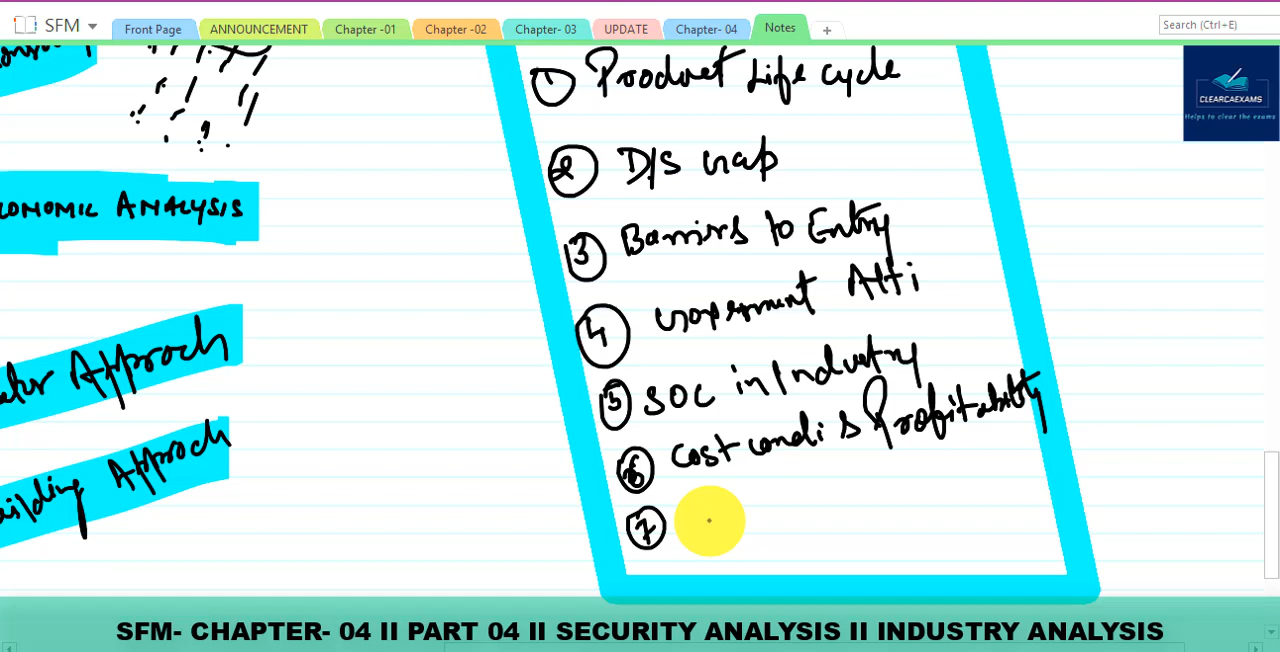 SFM
Front Page
ANNOUNCEMENT
Chapter -01
Chapter -02
Chapter- 03
UPDATE
Chapter- 04
Notes
+
Search (Ctrl+E)
CLEARCAEXAMS
Helps to clear the exams
① Product Life cycle
② D/S Gap
③ Barriers to Entry
④ Government Atti
⑤ SOC in Industry
⑥ Cost condi & Profitability
⑦
ONOMIC ANALYSIS
Approch
ilding Approch
SFM- CHAPTER- 04 II PART 04 II SECURITY ANALYSIS II INDUSTRY ANALYSIS